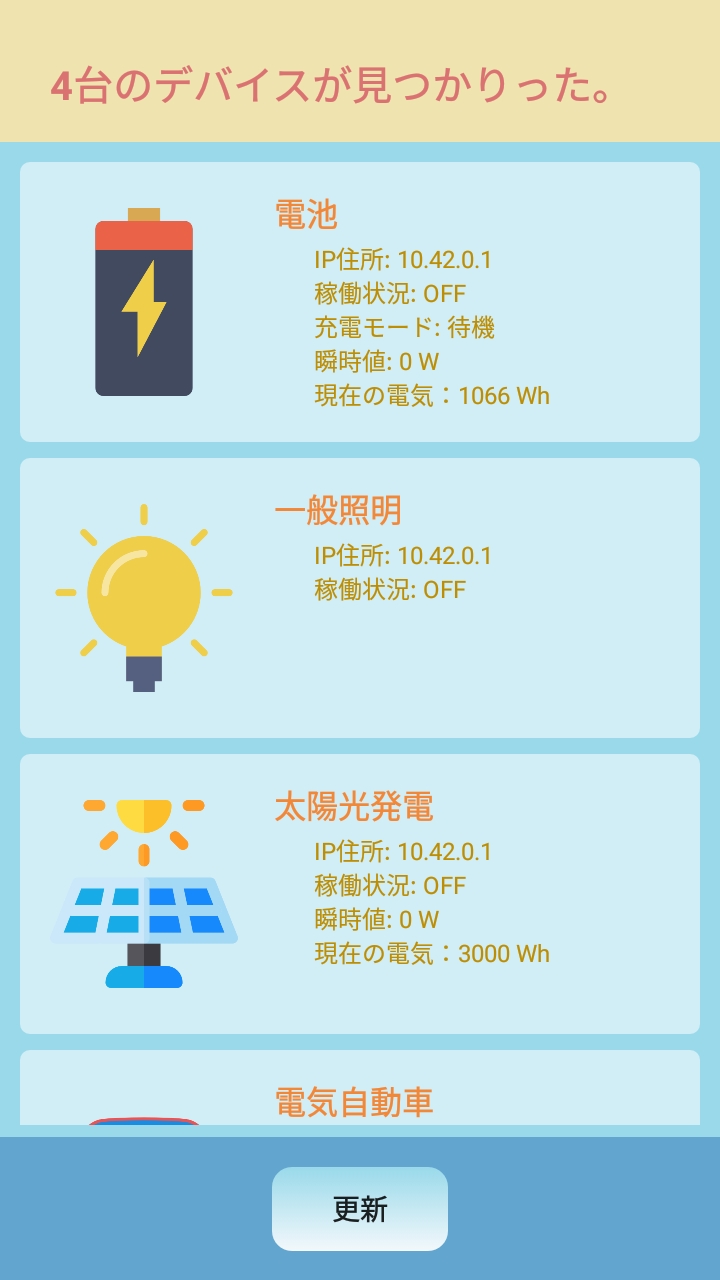 4台のデバイスが見つかりった。
電池
IP住所: 10.42.0.1
稼働状況: OFF
充電モード: 待機
瞬時値: 0 W
現在の電気：1066 Wh
一般照明
IP住所: 10.42.0.1
稼働状況: OFF
太陽光発電
IP住所: 10.42.0.1
稼働状況: OFF
瞬時値: 0 W
現在の電気：3000 Wh
電気自動車
更新